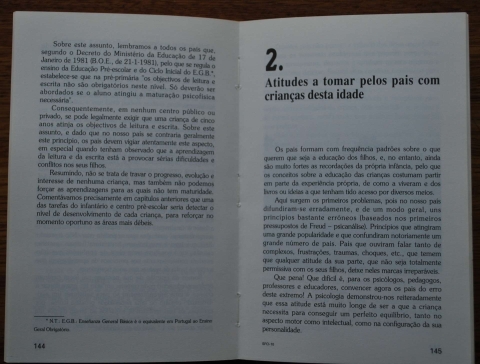 Sobre este assunto, lembramos a todos os pais que,
segundo o Decreto do Ministério da Educação de 17 de
Janeiro de 1981 (B.O.E., de 21-1-1981), pelo que se regula o
ensino da Educação Pré-escolar e do Ciclo Inicial do E.G.B.*,
estabelece-se que na pré-primária "os objectivos de leitura e
escrita não são obrigatórios neste nível. Só deverão ser
abordados se o aluno atingiu a maturação psicofísica
necessária".
Consequentemente, em nenhum centro público ou
privado, se pode legalmente exigir que uma criança de cinco
anos atinja os objectivos de leitura e escrita. Sobre este
assunto, e dado que no nosso país se contraria geralmente
este princípio, os pais devem vigiar atentamente este aspecto,
em especial quando tenham observado que a aprendizagem
da leitura e da escrita está a provocar sérias dificuldades e
conflitos nos seus filhos.
Resumindo, não se trata de travar o progresso, evolução e
interesse de nenhuma criança, mas também não podemos
forçar as aprendizagens para as quais não tem maturidade.
Comentávamos precisamente em capítulos anteriores que uma
das tarefas do infantário e centro pré-escolar seria detectar o
nível de desenvolvimento de cada criança, para reforçar no
momento oportuno as áreas mais débeis.
* N.T.: E.G.B.: Enseñanza General Básica é o equivalente em Portugal ao Ensino
Geral Obrigatório.
144
2.
Atitudes a tomar pelos pais com
crianças desta idade
Os pais formam com frequência padrões sobre o que
querem que seja a educação dos filhos, e, no entanto, ainda
são muito fortes as recordações da própria infância, pelo que
os conceitos sobre a educação das crianças costumam partir
em parte da experiência própria, de como a viveram e dos
livros ou ideias a que tenham tido acesso por diversos meios.
Aqui surgem os primeiros problemas, pois no nosso país
difundiram-se arradamente, e de um modo geral, uns
princípios bastante erróneos (baseados nos primeiros
pressupostos de Freud – psicanálise). Princípios que atingiram
uma grande popularidade e que confundiram notoriamente um
grande número de pais. Pais que ouviram falar tanto de
complexos, frustrações, traumas, choques, etc., que temem
que qualquer atitude da sua parte, que não seja totalmente
permissiva com os seus filhos, deixe neles marcas irreparáveis.
Que pena! Que difícil é, para os psicólogos, pedagogos,
professores e educadores, convencer agora os pais do erro
deste extremo! A psicologia demonstrou-nos reiteradamente
que essa atitude está muito longe de ser a que a criança
necessita para conseguir um perfeito equilíbrio, tanto no
aspecto motor como intelectual, como na configuração da sua
personalidade.
145